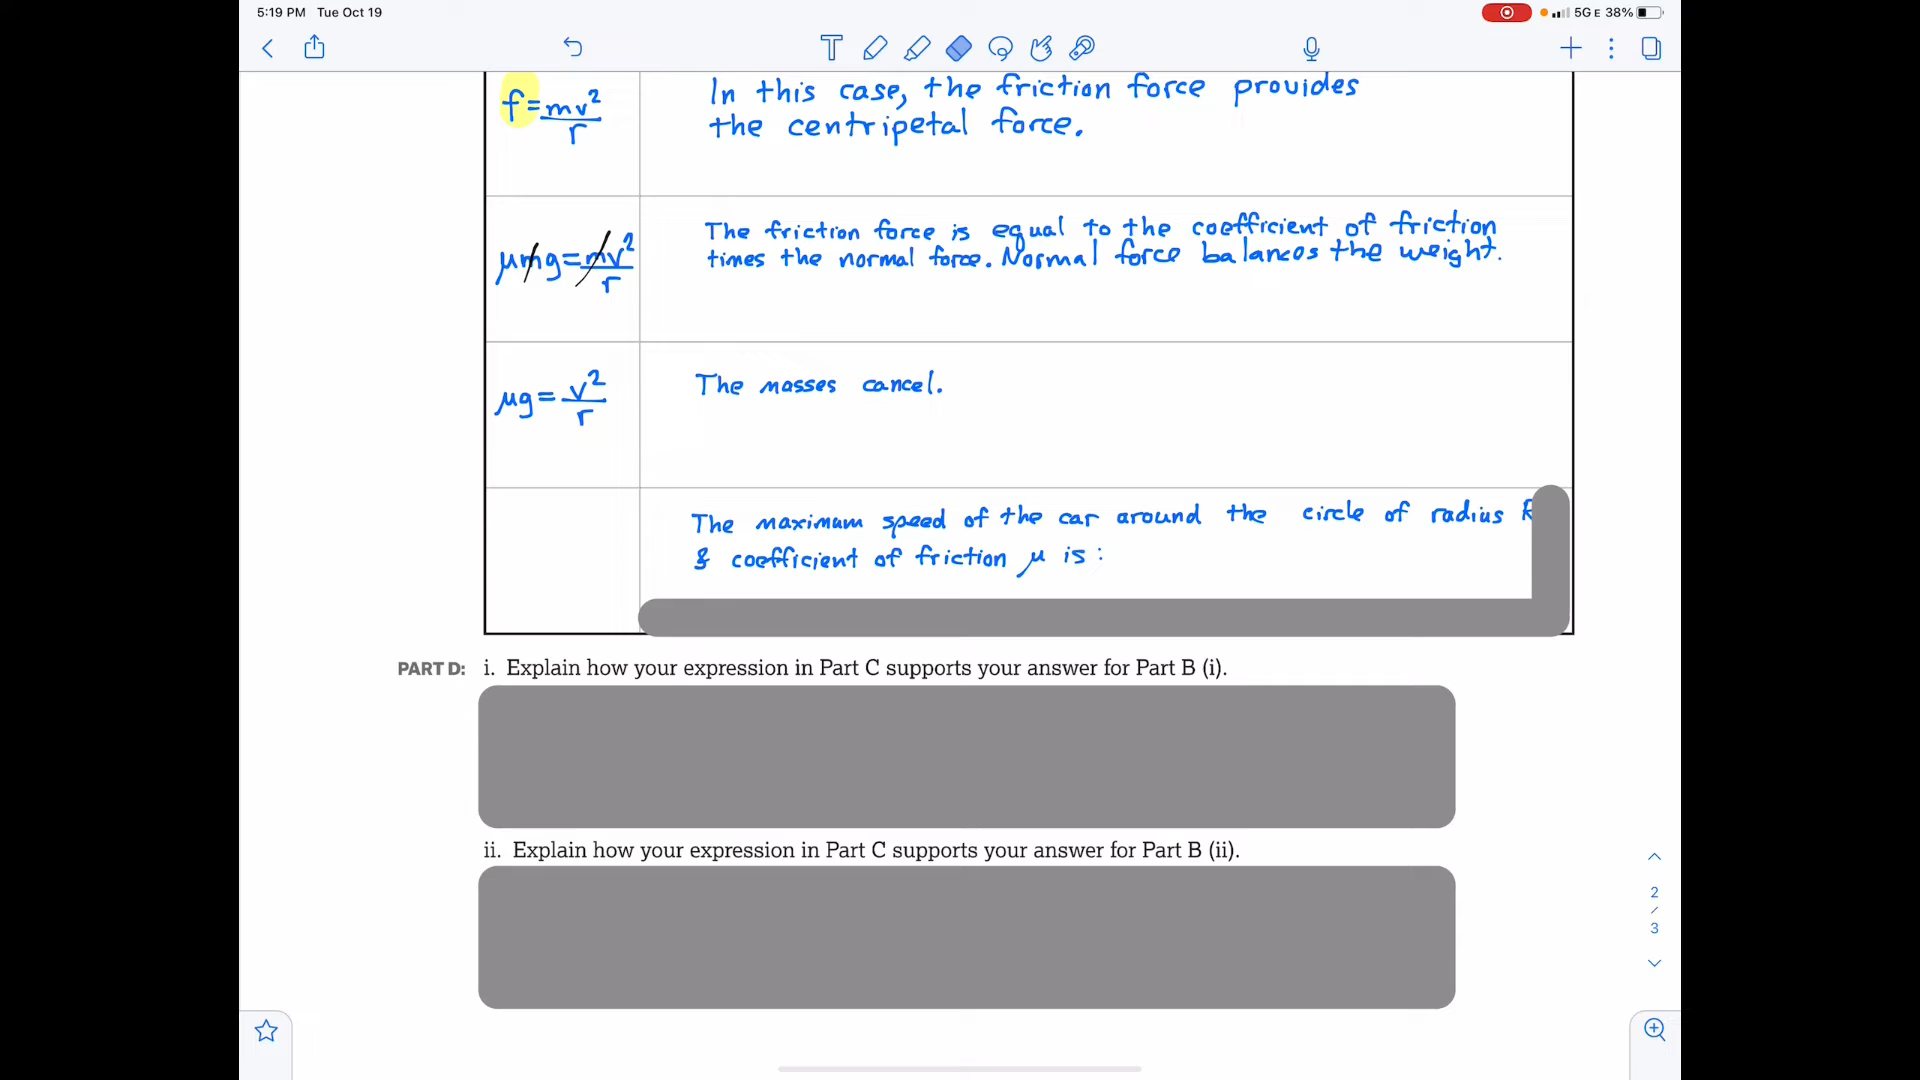 5:19 PM Tue Oct 19
5G E 38%
f = mv²/r
In this case, the friction force provides
the centripetal force.
μmg = mv²/r
The friction force is equal to the coefficient of friction
times the normal force. Normal force balances the weight.
μg = v²/r
The masses cancel.
The maximum speed of the car around the circle of radius
& coefficient of friction μ is :
PART D: i. Explain how your expression in Part C supports your answer for Part B (i).
ii. Explain how your expression in Part C supports your answer for Part B (ii).
2
/
3